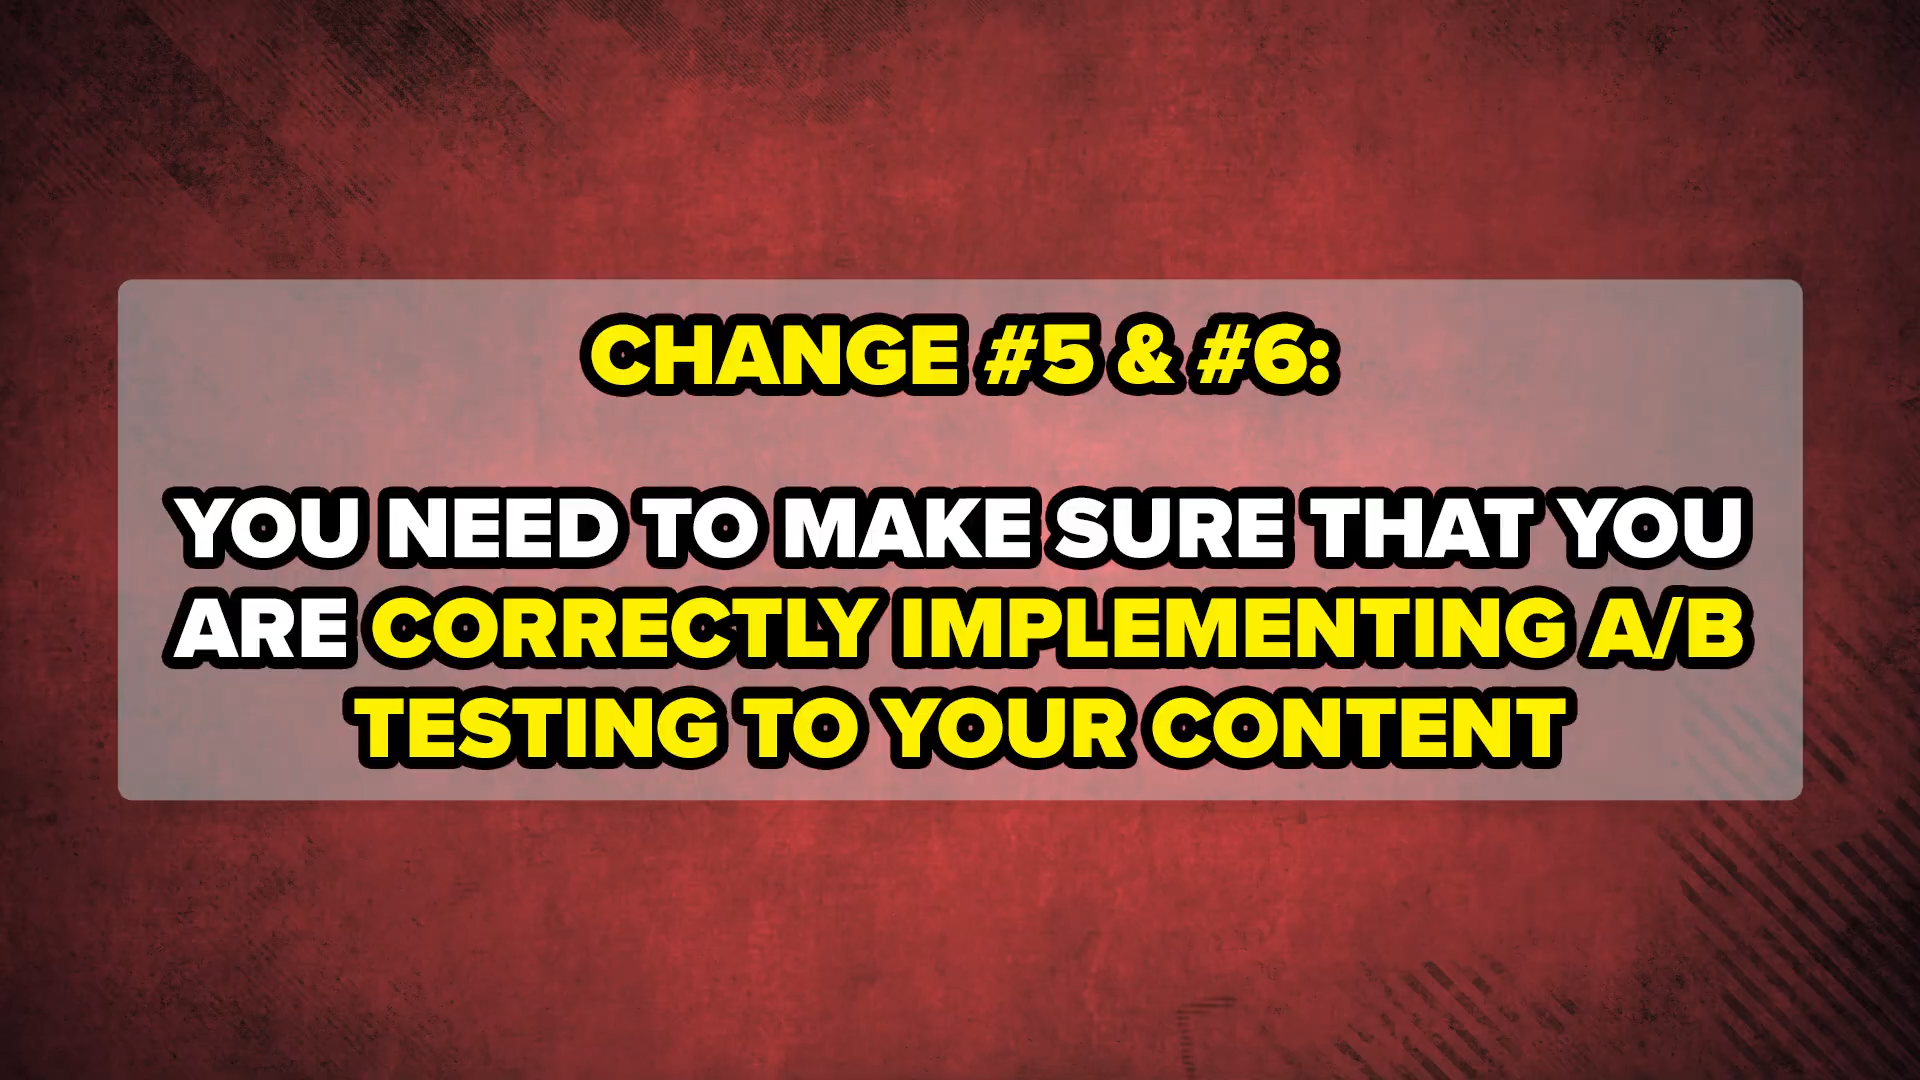 CHANGE #5 & #6:
YOU NEED TO MAKE SURE THAT YOU
ARE CORRECTLY IMPLEMENTING A/B
TESTING TO YOUR CONTENT